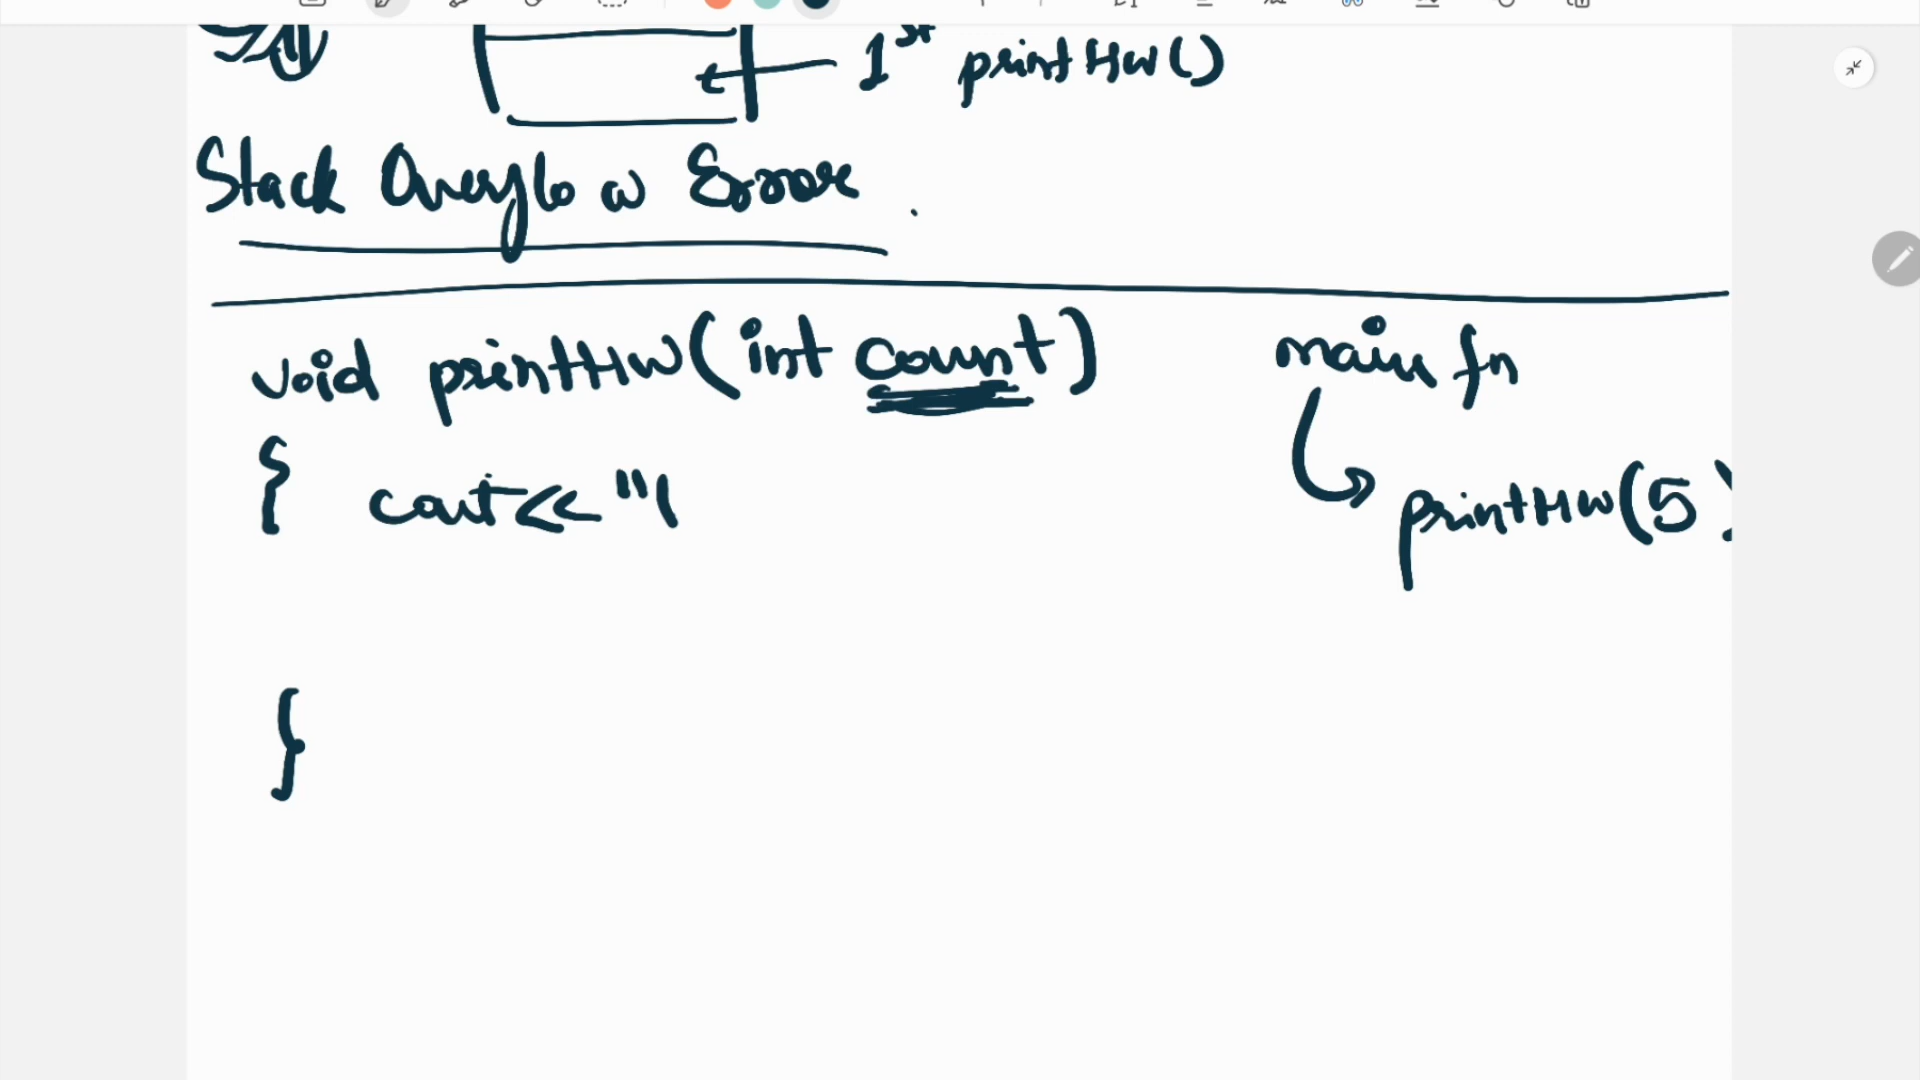 1st printHW()
Stack Overflow Error.
void printHW(int count)
main fn
{ cout<< "
printHW(5)
}